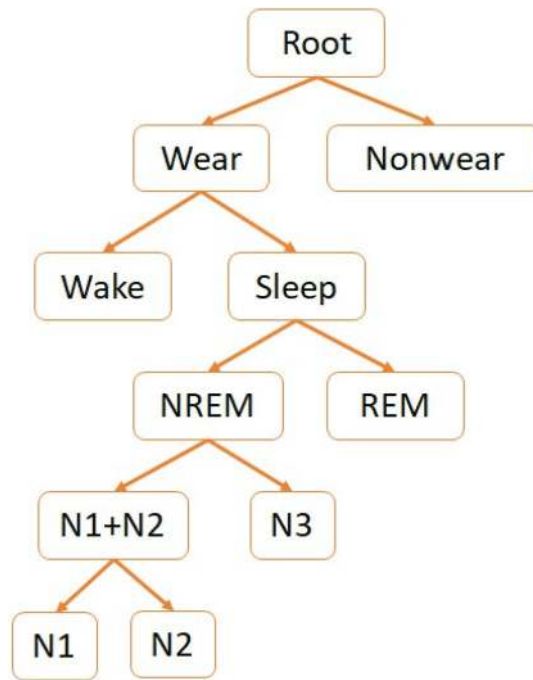 Root
Wear
Nonwear
Wake
Sleep
NREM
REM
N1+N2
N3
N1
N2